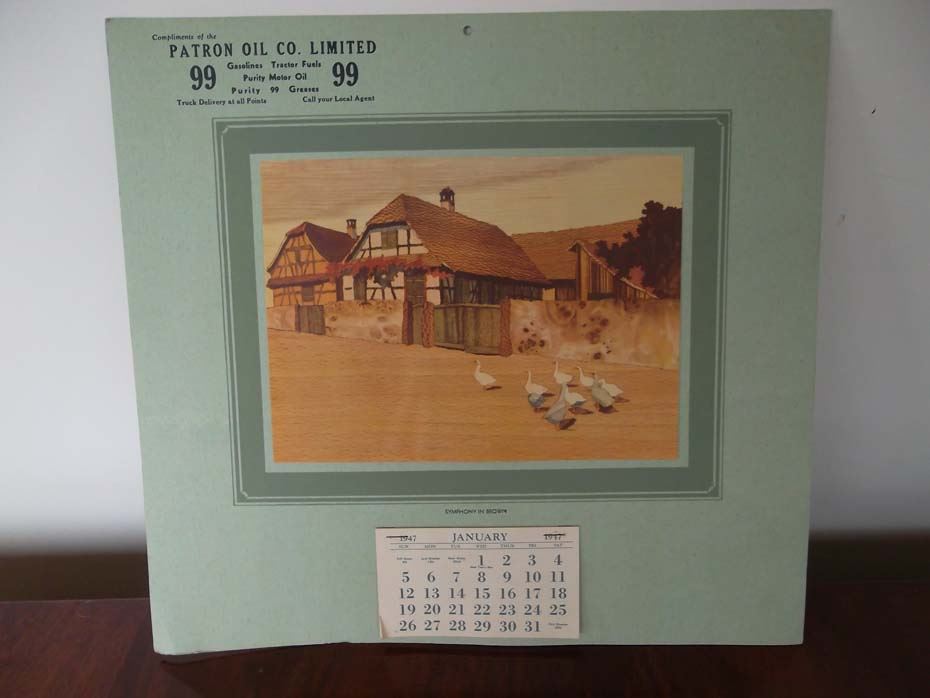 Compliments of the
PATRON OIL CO. LIMITED
99 Gasolines Tractor Fuels 99
Purity Motor Oil
Purity 99 Greases
Truck Delivery at all Points Call your Local Agent
SYMPHONY IN BROWN
1947 JANUARY 1947
SUN MON TUE WED THUR FRI SAT
1 2 3 4
5 6 7 8 9 10 11
12 13 14 15 16 17 18
19 20 21 22 23 24 25
26 27 28 29 30 31